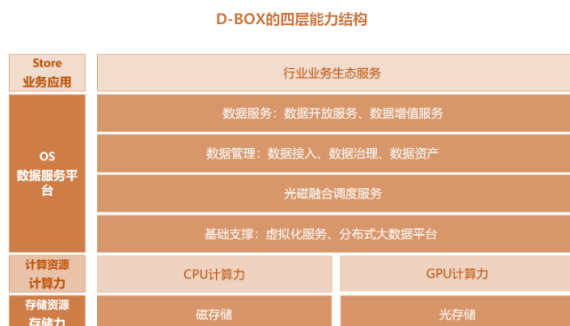 D-BOX的四层能力结构
Store
业务应用
行业业务生态服务
OS
数据服务平
台
数据服务：数据开放服务、数据增值服务
数据管理：数据接入、数据治理、数据资产
光磁融合调度服务
基础支撑：虚拟化服务、分布式大数据平台
计算资源
计算力
CPU计算力
GPU计算力
存储资源
存储力
磁存储
光存储